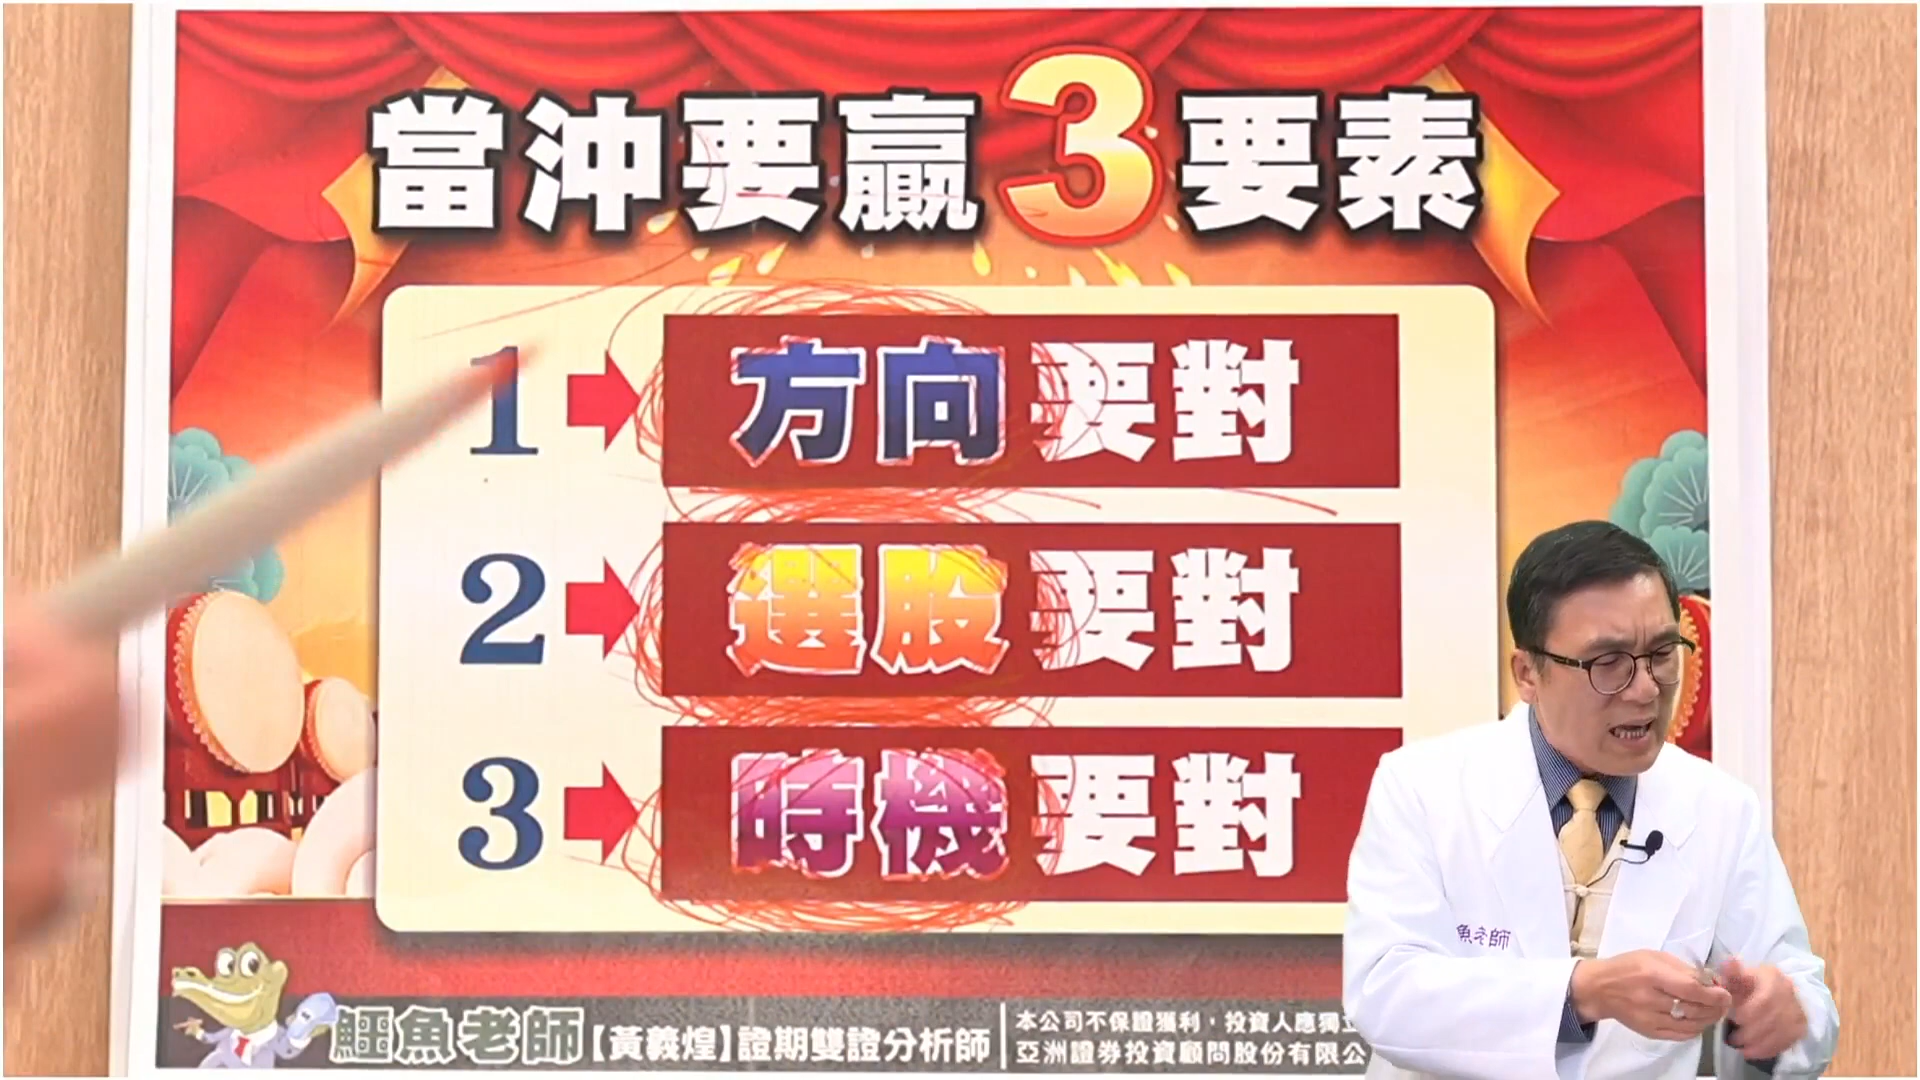 當沖要贏3要素
1 方向要對
2 選股要對
3 時機要對
鱷魚老師【黃義煌】證期雙證分析師
本公司不保證獲利，投資人應獨立
亞洲證券投資顧問股份有限公
魚老師